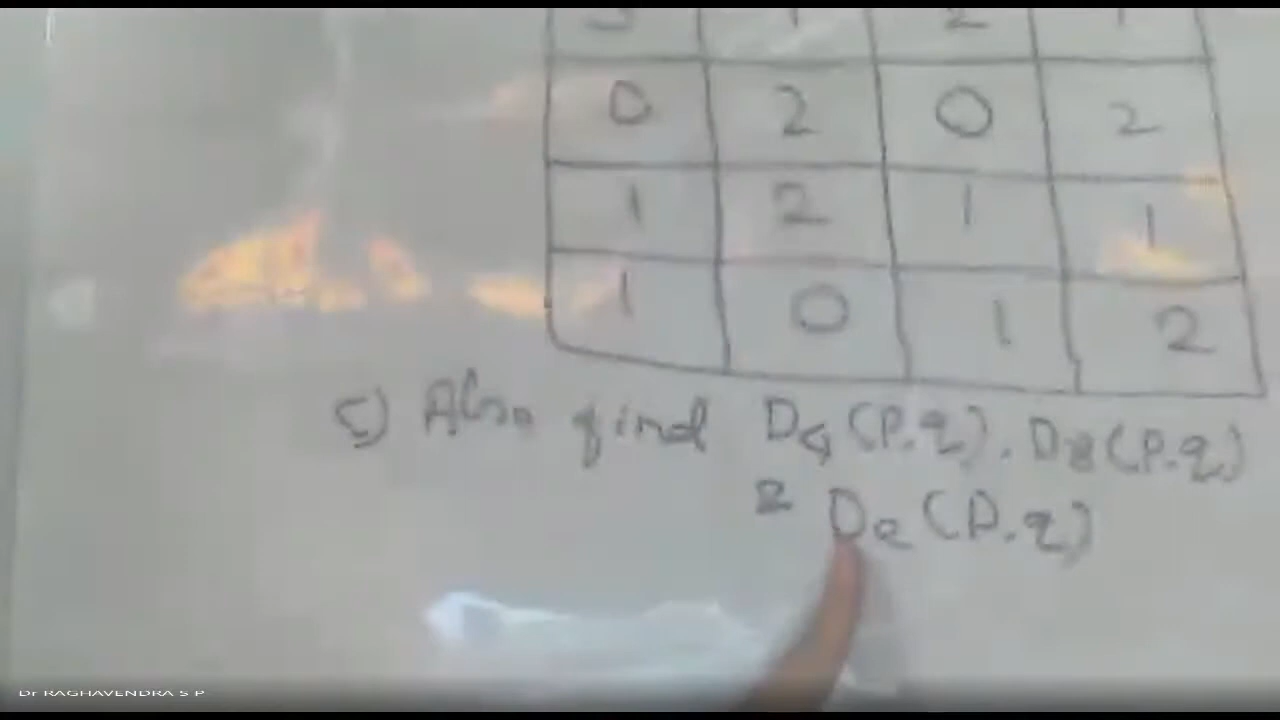 3 1 2 1
0 2 0 2
1 2 1 1
1 0 1 2
5) Also find D4 (P.q), D8 (P.q)
& De (P.q)
Dr RAGHAVENDRA S P